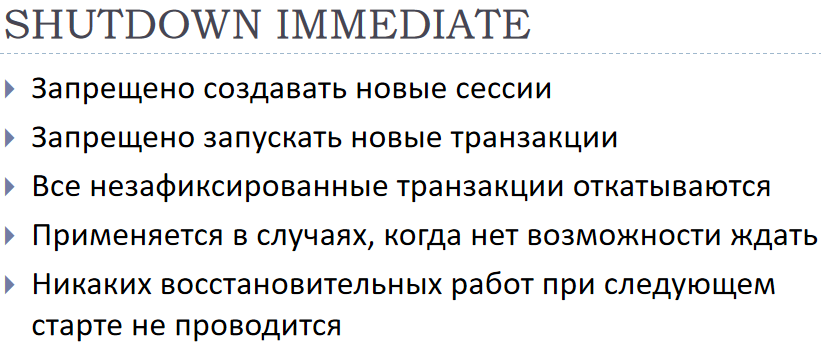 SHUTDOWN IMMEDIATE
Запрещено создавать новые сессии
Запрещено запускать новые транзакции
Все незафиксированные транзакции откатываются
Применяется в случаях, когда нет возможности ждать
Никаких восстановительных работ при следующем
старте не проводится